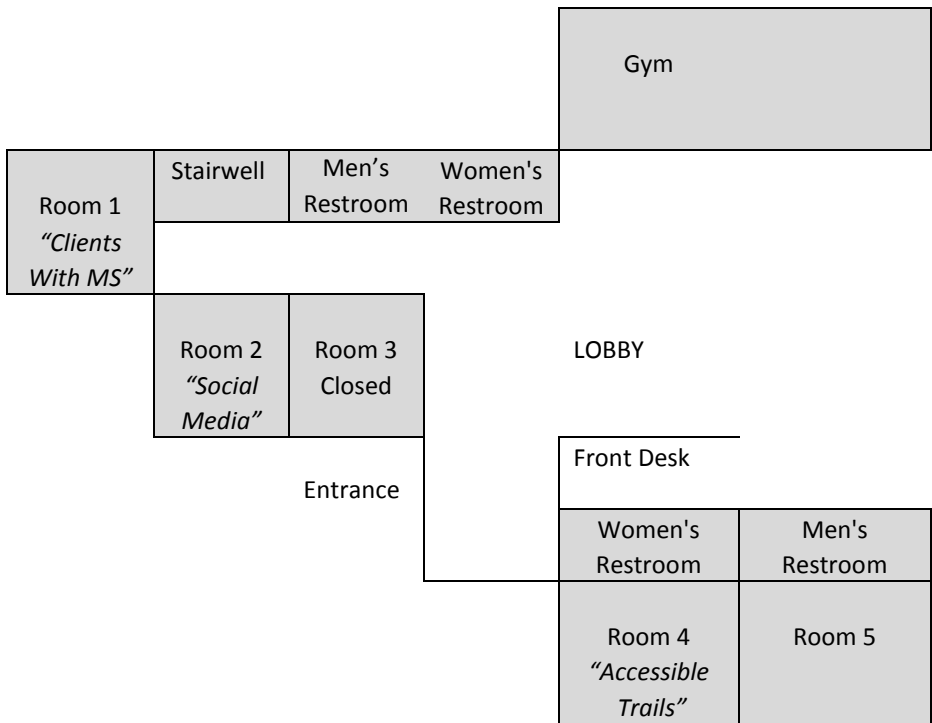 Gym
Stairwell
Men’s
Restroom
Women's
Restroom
Room 1
“Clients
With MS”
Room 2
“Social
Media”
Room 3
Closed
LOBBY
Front Desk
Entrance
Women's
Restroom
Men's
Restroom
Room 4
“Accessible
Trails”
Room 5